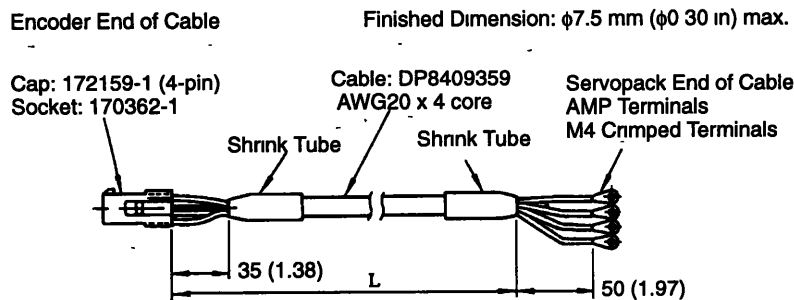 Encoder End of Cable
Finished Dimension: φ7.5 mm (φ0 30 in) max.
Cap: 172159-1 (4-pin)
Socket: 170362-1
Cable: DP8409359
AWG20 x 4 core
Servopack End of Cable
AMP Terminals
M4 Crimped Terminals
Shrink Tube
Shrink Tube
35 (1.38)
L
50 (1.97)